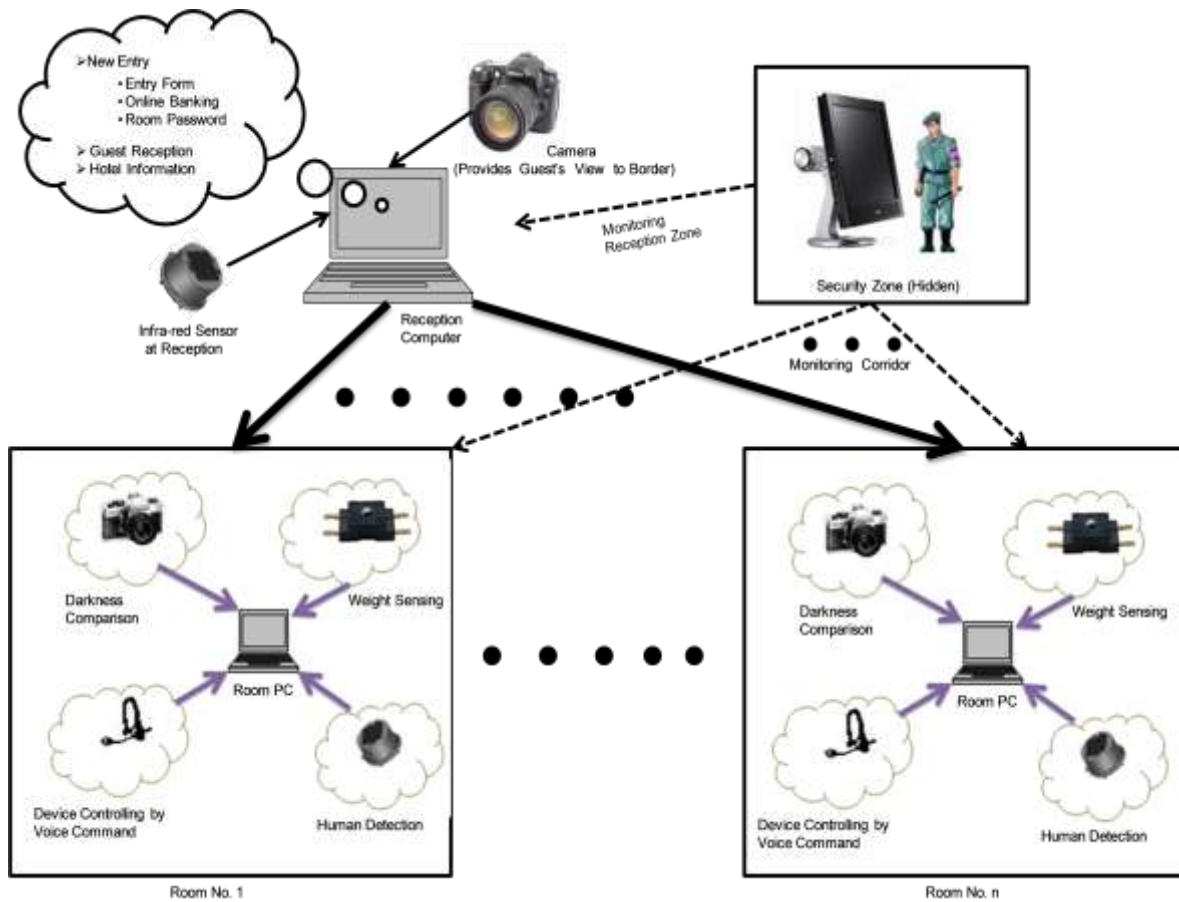 ➢New Entry
• Entry Form
• Online Banking
• Room Password
➢ Guest Reception
➢ Hotel Information
Camera
(Provides Guest's View to Border)
Monitoring
Reception Zone
Security Zone (Hidden)
Infra-red Sensor
at Reception
Reception
Computer
Monitoring Corridor
Darkness
Comparison
Weight Sensing
Room PC
Device Controlling by
Voice Command
Human Detection
Room No. 1
Darkness
Comparison
Weight Sensing
Room PC
Device Controlling by
Voice Command
Human Detection
Room No. n